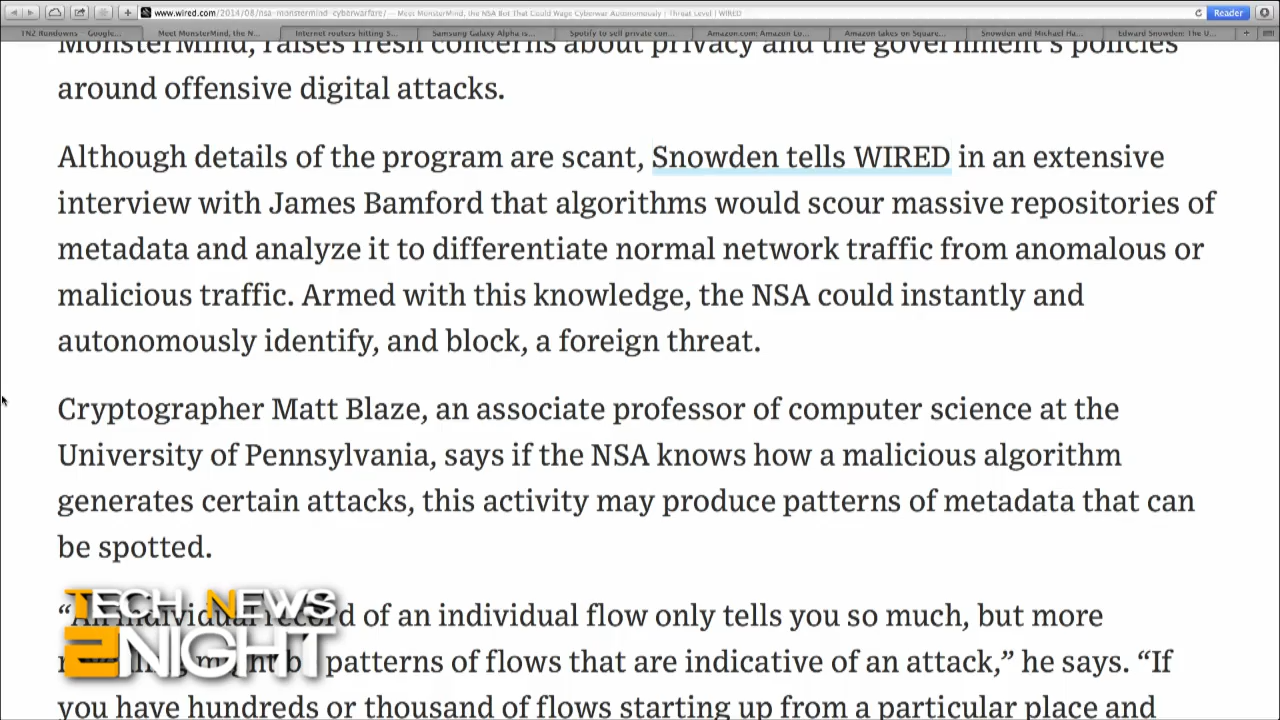 www.wired.com/2014/08/nsa-monstermind-cyberwarfare/ — Meet MonsterMind, the NSA Bot That Could Wage Cyberwar Autonomously | Threat Level | WIRED
Reader
TN2 Rundowns - Google...
Meet MonsterMind, the N...
Internet routers hitting 5...
Samsung Galaxy Alpha is...
Spotify to sell private con...
Amazon.com: Amazon Lo...
Amazon takes on Square...
Snowden and Michael Ha...
Edward Snowden: The U...
MonsterMind, raises fresh concerns about privacy and the government's policies
around offensive digital attacks.
Although details of the program are scant, Snowden tells WIRED in an extensive
interview with James Bamford that algorithms would scour massive repositories of
metadata and analyze it to differentiate normal network traffic from anomalous or
malicious traffic. Armed with this knowledge, the NSA could instantly and
autonomously identify, and block, a foreign threat.
Cryptographer Matt Blaze, an associate professor of computer science at the
University of Pennsylvania, says if the NSA knows how a malicious algorithm
generates certain attacks, this activity may produce patterns of metadata that can
be spotted.
“An individual record of an individual flow only tells you so much, but more
patterns of flows that are indicative of an attack,” he says. “If
you have hundreds or thousand of flows starting up from a particular place and
TECH NEWS
2NIGHT